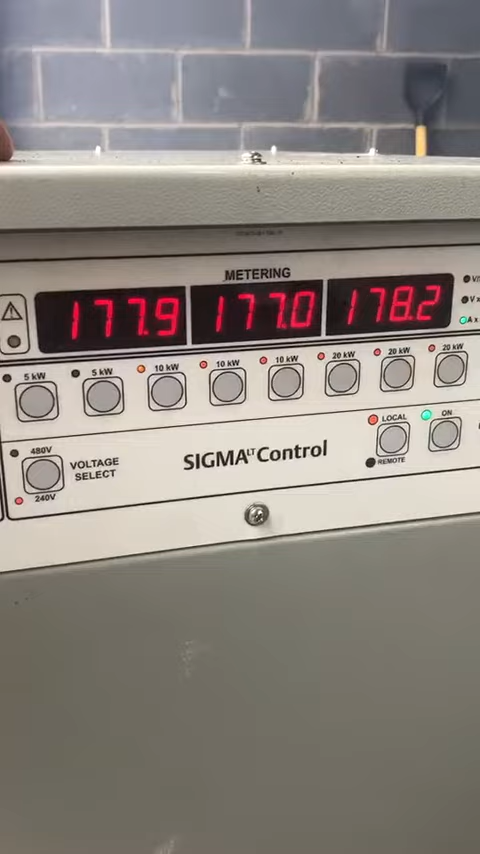 METERING
177.9 177.0 178.2
A x
5 kW 5 kW 10 kW 10 kW 10 kW 20 kW 20 kW 20 kW
480V
VOLTAGE SELECT
240V
SIGMA LT Control
LOCAL
REMOTE
ON